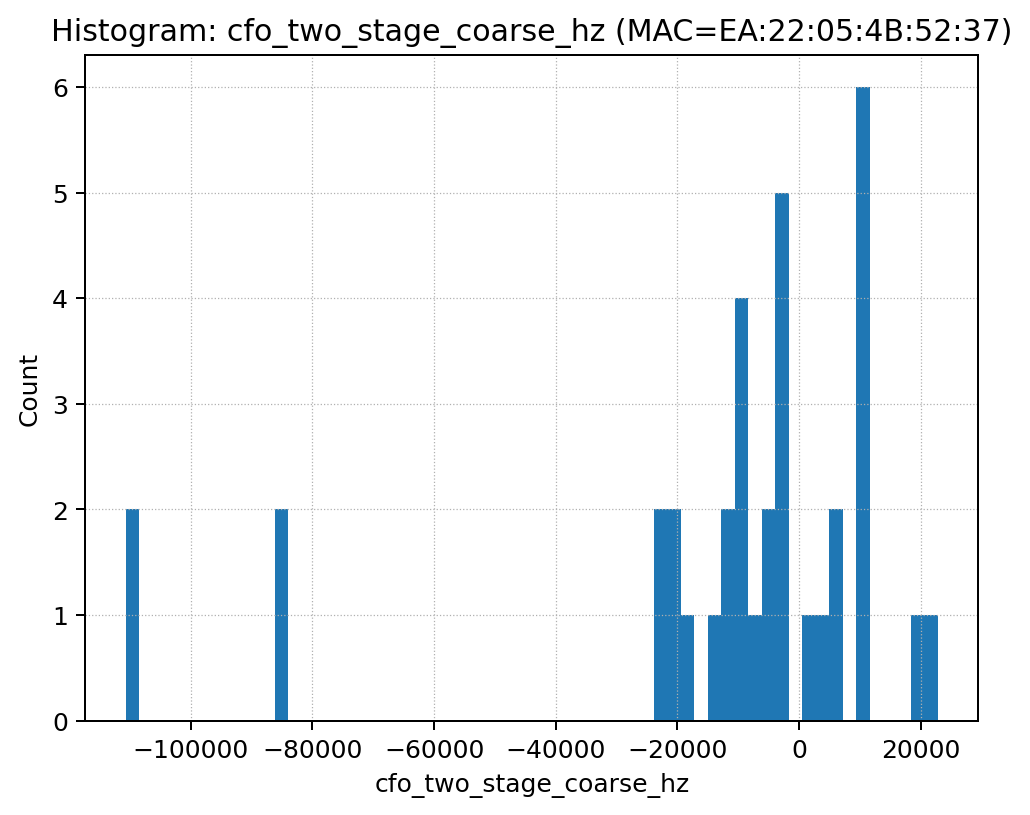 Histogram: cfo_two_stage_coarse_hz (MAC=EA:22:05:4B:52:37)
6
5
4
3
2
1
0
Count
−100000 −80000 −60000 −40000 −20000 0 20000
cfo_two_stage_coarse_hz